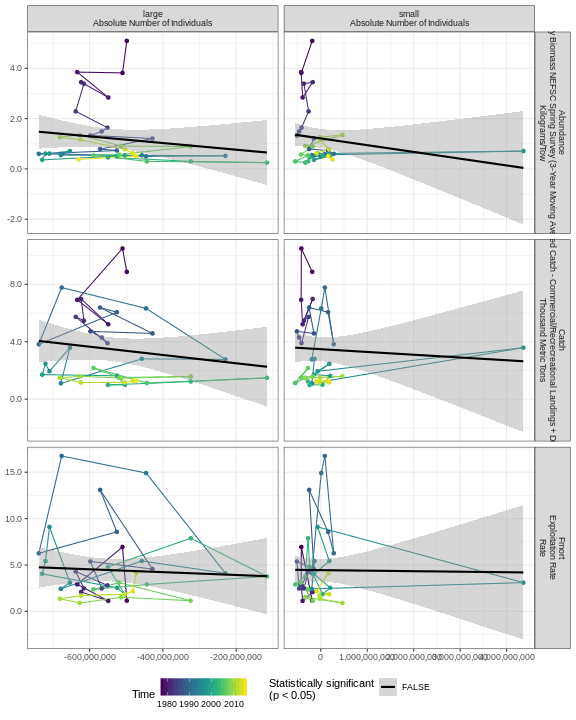 large
Absolute Number of Individuals
small
Absolute Number of Individuals
4.0
2.0
0.0
-2.0
Abundance
y Biomass NEFSC Spring Survey (3-Year Moving Av
Kilograms/Tow
8.0
4.0
0.0
Catch
ed Catch - Commercial/Recreational Landings + D
Thousand Metric Tons
15.0
10.0
5.0
0.0
Fmort
Exploitation Rate
Rate
-600,000,000 -400,000,000 -200,000,000
0 1,000,000,000 2,000,000,000 3,000,000,000 4,000,000,000
Time
1980 1990 2000 2010
Statistically significant
(p < 0.05)
FALSE